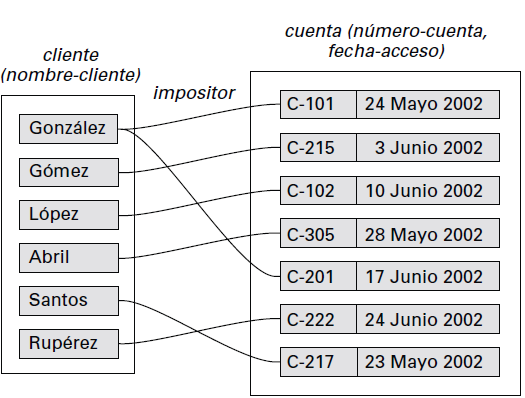 cliente
(nombre-cliente)
impositor
cuenta (número-cuenta,
fecha-acceso)
González
Gómez
López
Abril
Santos
Rupérez
C-101 24 Mayo 2002
C-215 3 Junio 2002
C-102 10 Junio 2002
C-305 28 Mayo 2002
C-201 17 Junio 2002
C-222 24 Junio 2002
C-217 23 Mayo 2002